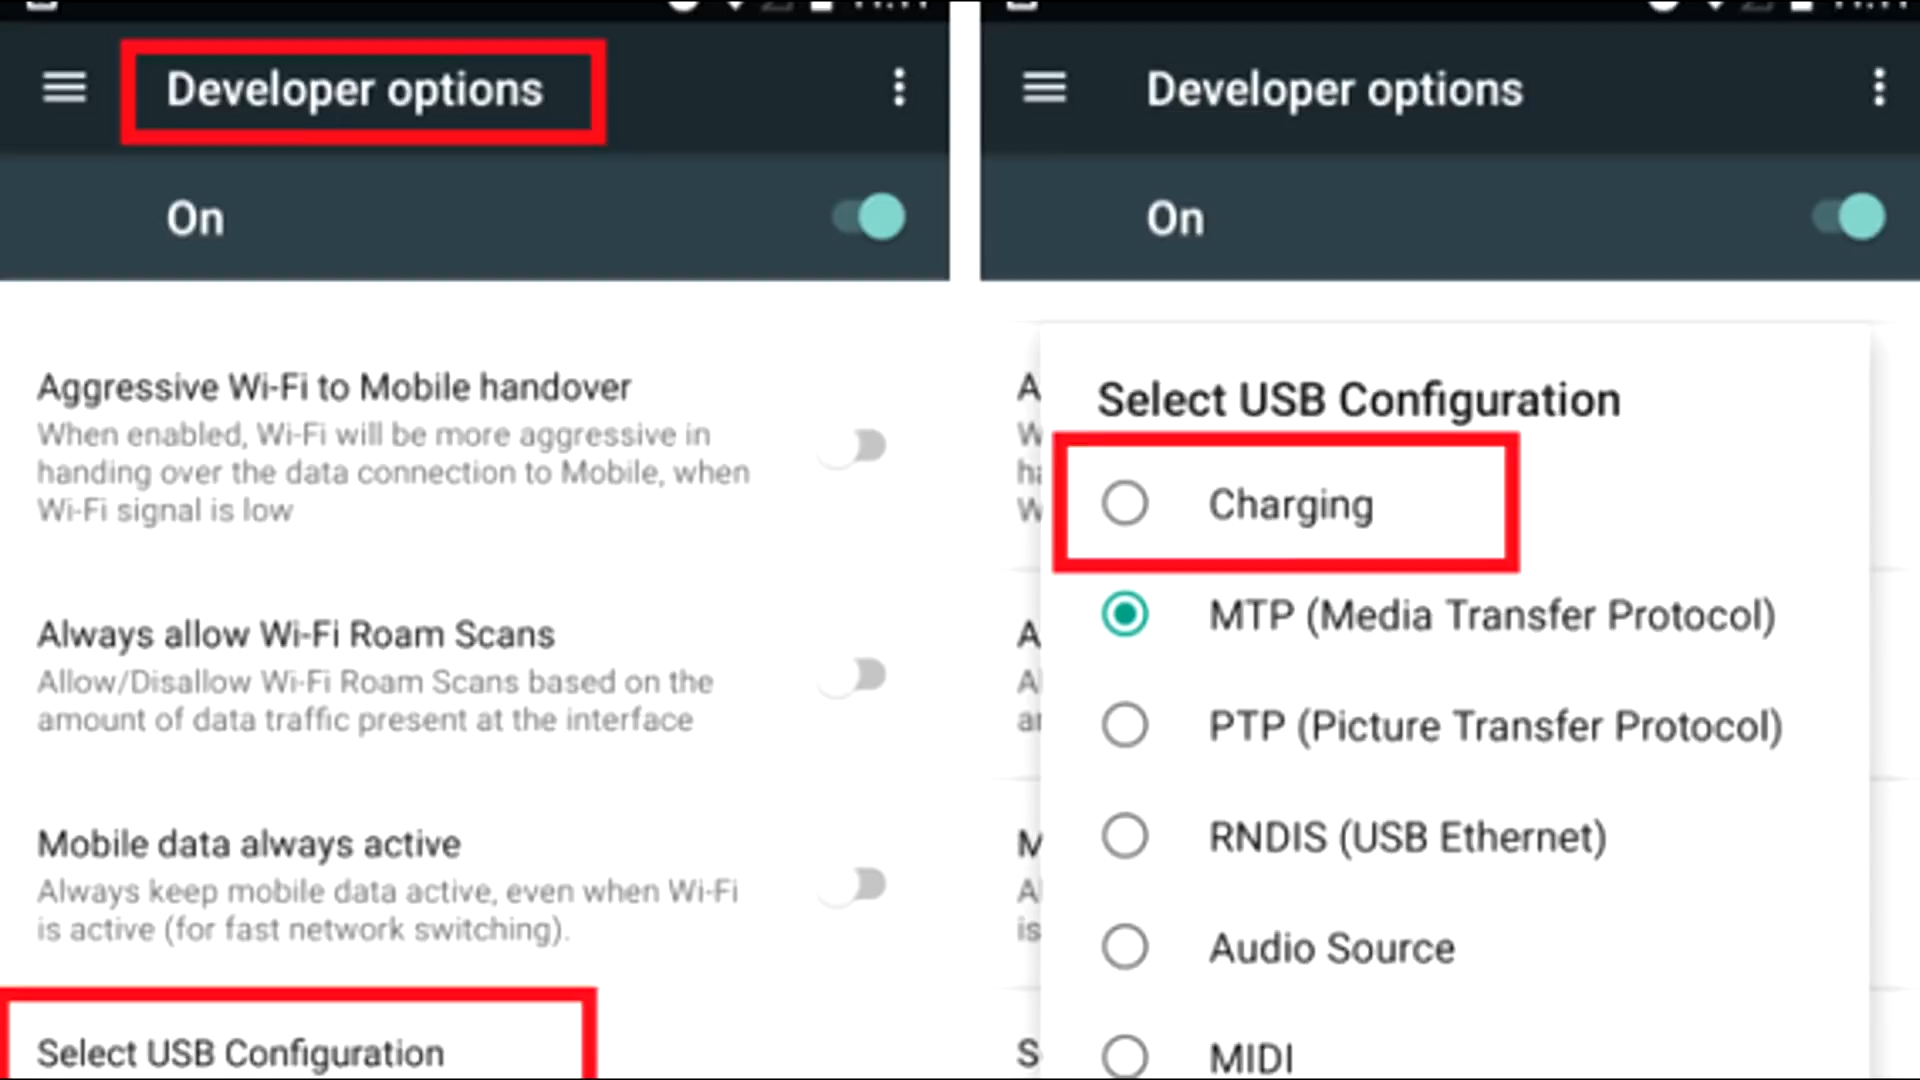 Developer options
On
Aggressive Wi-Fi to Mobile handover
When enabled, Wi-Fi will be more aggressive in
handing over the data connection to Mobile, when
Wi-Fi signal is low
Always allow Wi-Fi Roam Scans
Allow/Disallow Wi-Fi Roam Scans based on the
amount of data traffic present at the interface
Mobile data always active
Always keep mobile data active, even when Wi-Fi
is active (for fast network switching).
Select USB Configuration
Developer options
On
Select USB Configuration
Charging
MTP (Media Transfer Protocol)
PTP (Picture Transfer Protocol)
RNDIS (USB Ethernet)
Audio Source
MIDI